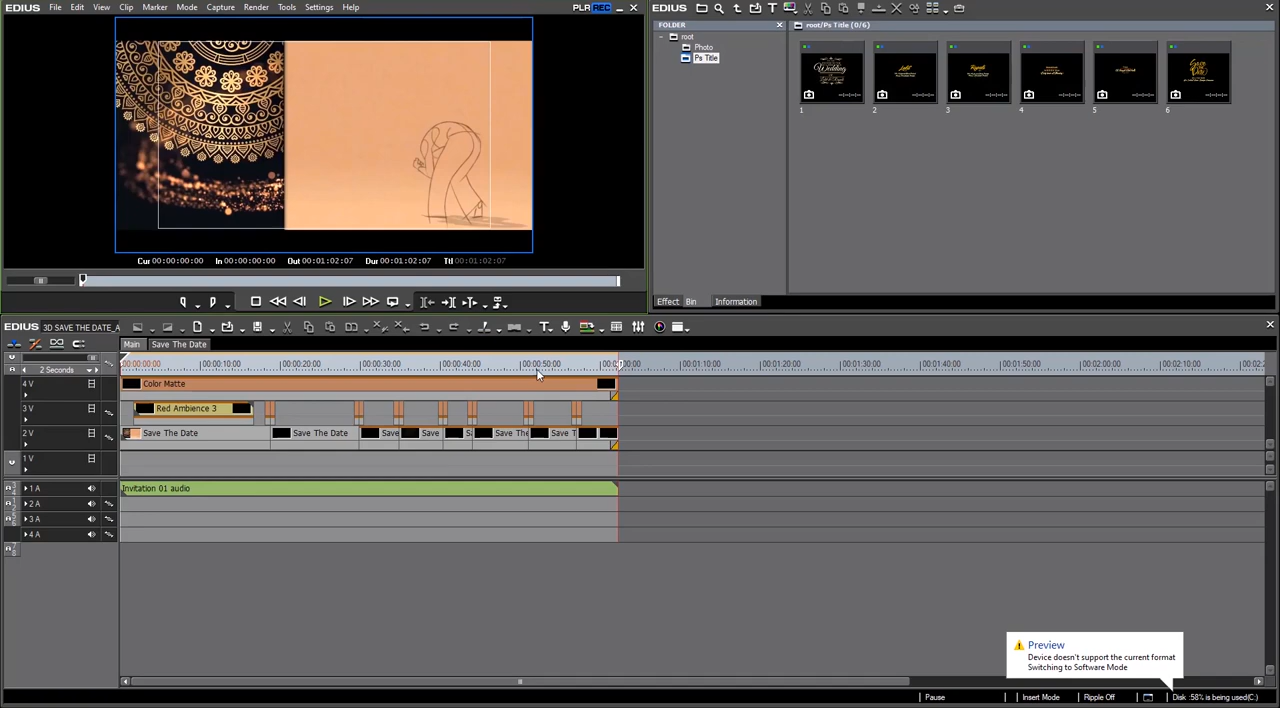 EDIUS File Edit View Clip Marker Mode Capture Render Tools Settings Help PLR REC
EDIUS
FOLDER
root
Photo
Ps Title
root/Ps Title (0/6)
Wedding
Save
1 2 3 4 5 6
Cur 00:00:00:00 In 00:00:00:00 Out 00:01:02:07 Dur 00:01:02:07 Ttl 00:01:02:07
Effect Bin Information
EDIUS 3D SAVE THE DATE_A
Main Save The Date
00:00:00:00 00:00:10:00 00:00:20:00 00:00:30:00 00:00:40:00 00:00:50:00 00:01:10:00 00:01:20:00 00:01:30:00 00:01:40:00 00:01:50:00 00:02:00:00 00:02:10:00
2 Seconds
4 V Color Matte
3 V Red Ambience 3
2 V Save The Date Save The Date Save Save Save The Save T
1 V
1 A Invitation 01 audio
2 A
3 A
4 A
Preview
Device doesn't support the current format
Switching to Software Mode
Pause Insert Mode Ripple Off Disk :58% is being used(C:)